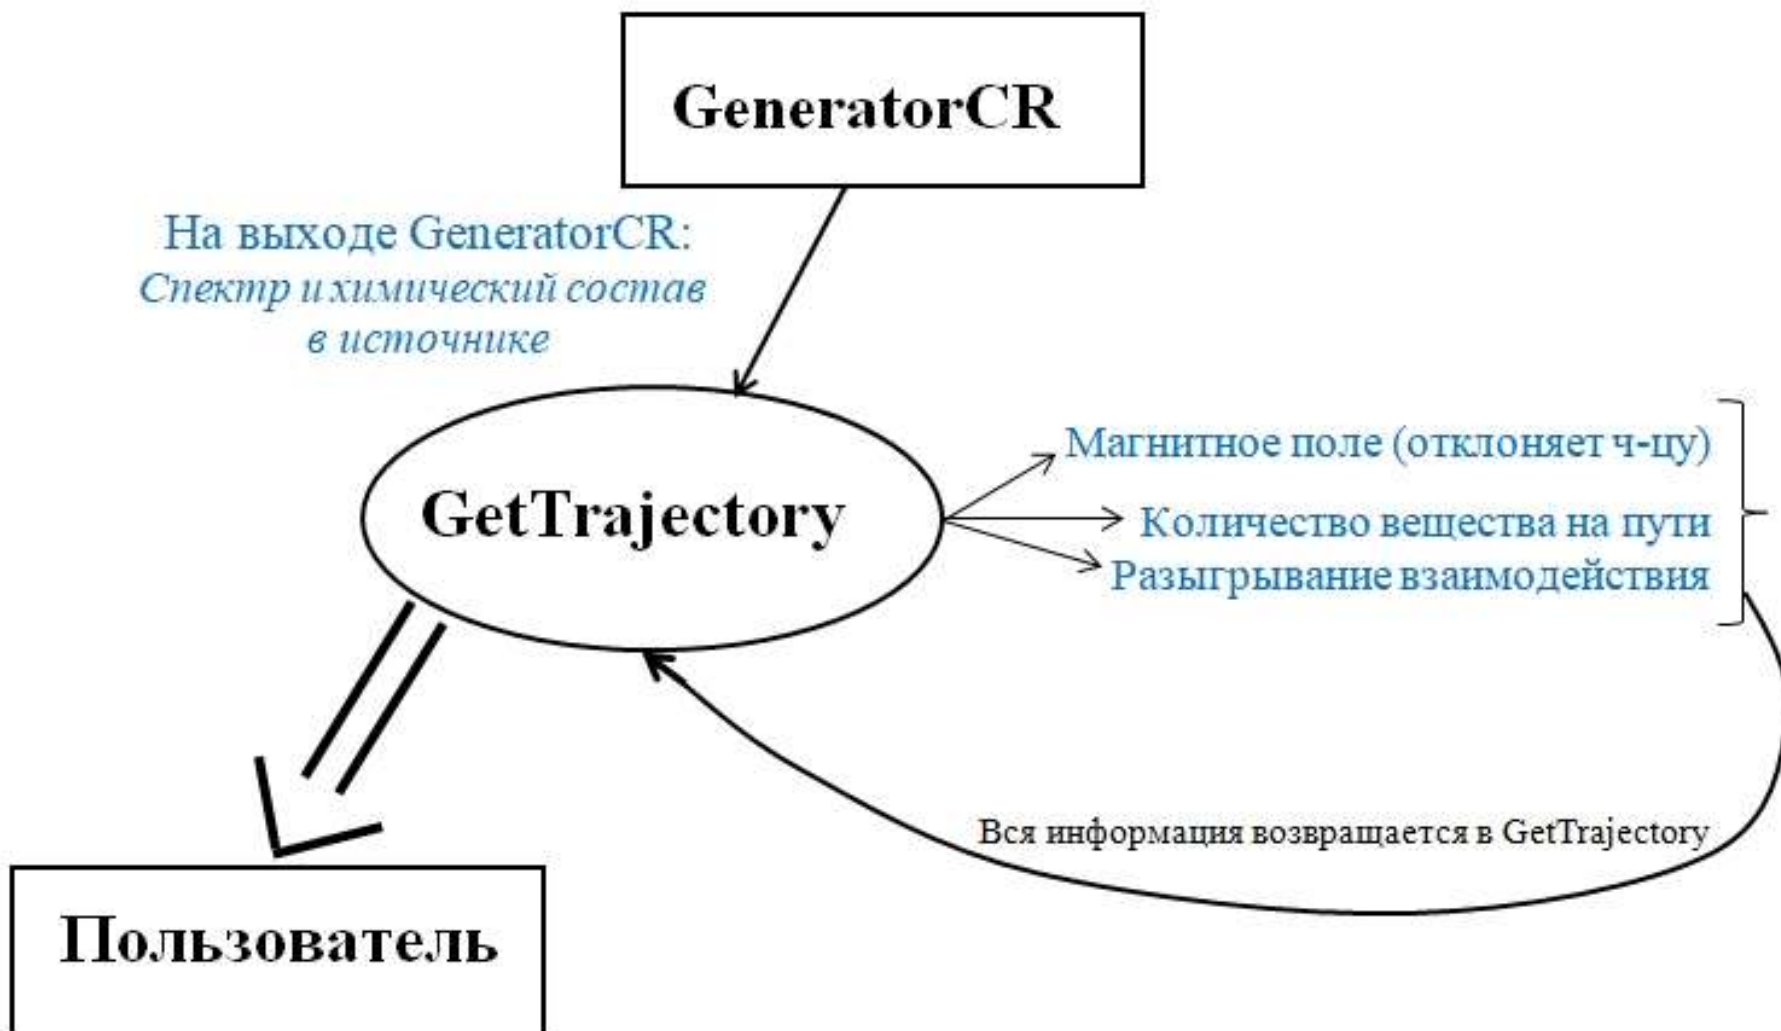 GeneratorCR
На выходе GeneratorCR:
Спектр и химический состав
в источнике
GetTrajectory
Магнитное поле (отклоняет ч-цу)
Количество вещества на пути
Разыгрывание взаимодействия
Вся информация возвращается в GetTrajectory
Пользователь